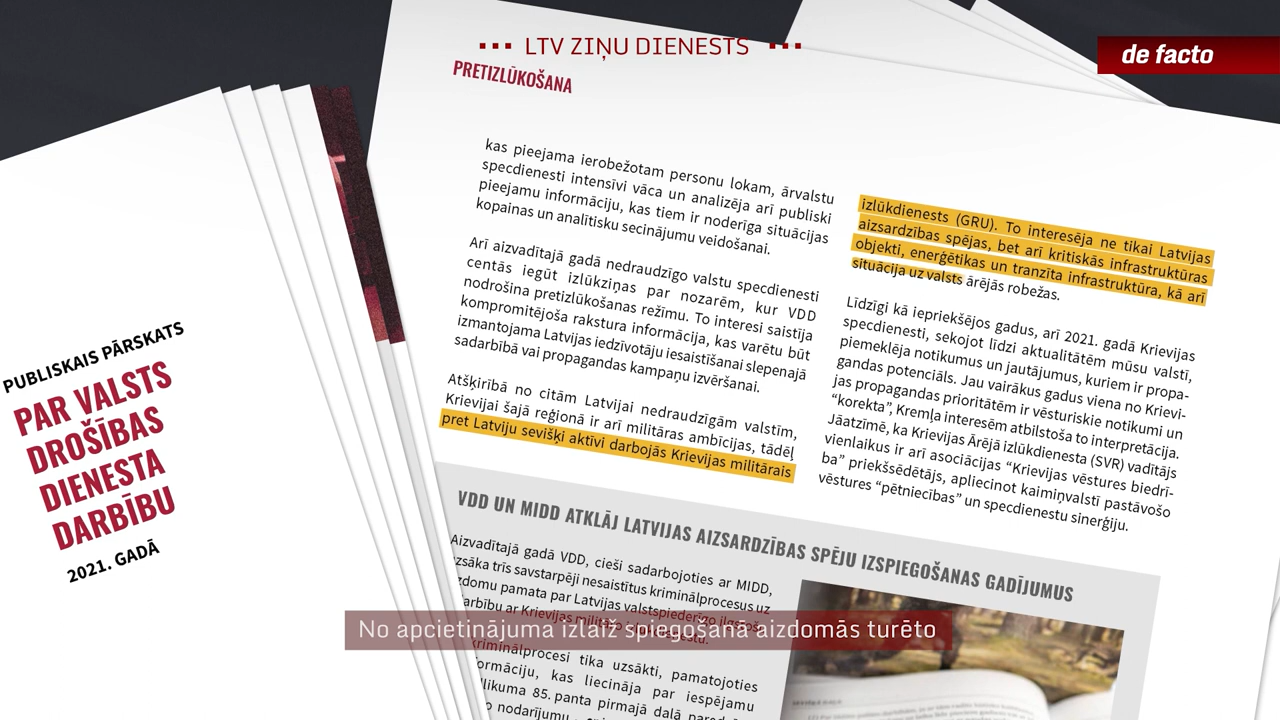 LTV ZIŅU DIENESTS
de facto
PRETIZLŪKOŠANA
kas pieejama ierobežotam personu lokam, ārvalstu
specdienesti intensīvi vāca un analizēja arī publiski
pieejamu informāciju, kas tiem ir noderīga situācijas
kopainas un analītisku secinājumu veidošanai.
Arī aizvadītajā gadā nedraudzīgo valstu specdienesti
centās iegūt izlūkziņas par nozarēm, kur VDD
nodrošina pretizlūkošanas režīmu. To interesi saistīja
kompromitējoša rakstura informācija, kas varētu būt
izmantojama Latvijas iedzīvotāju iesaistīšanai slepenajā
sadarbībā vai propagandas kampaņu izvēršanai.
Atšķirībā no citām Latvijai nedraudzīgām valstīm,
Krievijai šajā reģionā ir arī militāras ambīcijas, tādēļ
pret Latviju sevišķi aktīvi darbojās Krievijas militārais
izlūkdienests (GRU). To interesēja ne tikai Latvijas
aizsardzības spējas, bet arī kritiskās infrastruktūras
objekti, enerģētikas un tranzīta infrastruktūra, kā arī
situācija uz valsts ārējās robežas.
Līdzīgi kā iepriekšējos gadus, arī 2021. gadā Krievijas
specdienesti, sekojot līdzi aktualitātēm mūsu valstī,
piemeklēja notikumus un jautājumus, kuriem ir propa-
gandas potenciāls. Jau vairākus gadus viena no Krievi-
jas propagandas prioritātēm ir vēsturiskie notikumi un
“korekta”, Kremļa interesēm atbilstoša to interpretācija.
Jāatzīmē, ka Krievijas Ārējā izlūkdienesta (SVR) vadītājs
vienlaikus ir arī asociācijas “Krievijas vēstures biedrī-
ba” priekšsēdētājs, apliecinot kaimiņvalstī pastāvošo
vēstures “pētniecības” un specdienestu sinerģiju.
PUBLISKAIS PĀRSKATS
PAR VALSTS
DROŠĪBAS
DIENESTA
DARBĪBU
2021. GADĀ
VDD UN MIDD ATKLĀJ LATVIJAS AIZSARDZĪBAS SPĒJU IZSPIEGOŠANAS GADĪJUMUS
Aizvadītajā gadā VDD, cieši sadarbojoties ar MIDD,
uzsāka trīs savstarpēji nesaistītus kriminālprocesus uz
aizdomu pamata par Latvijas valstspiederīgo
darbību ar Krievijas
No apcietinājuma izlaiž spiegošanā aizdomās turēto
kriminālprocesi tika uzsākti, pamatojoties
formāciju, kas liecināja par iespējamu
likuma 85. panta pirmajā daļā
nodarījumu